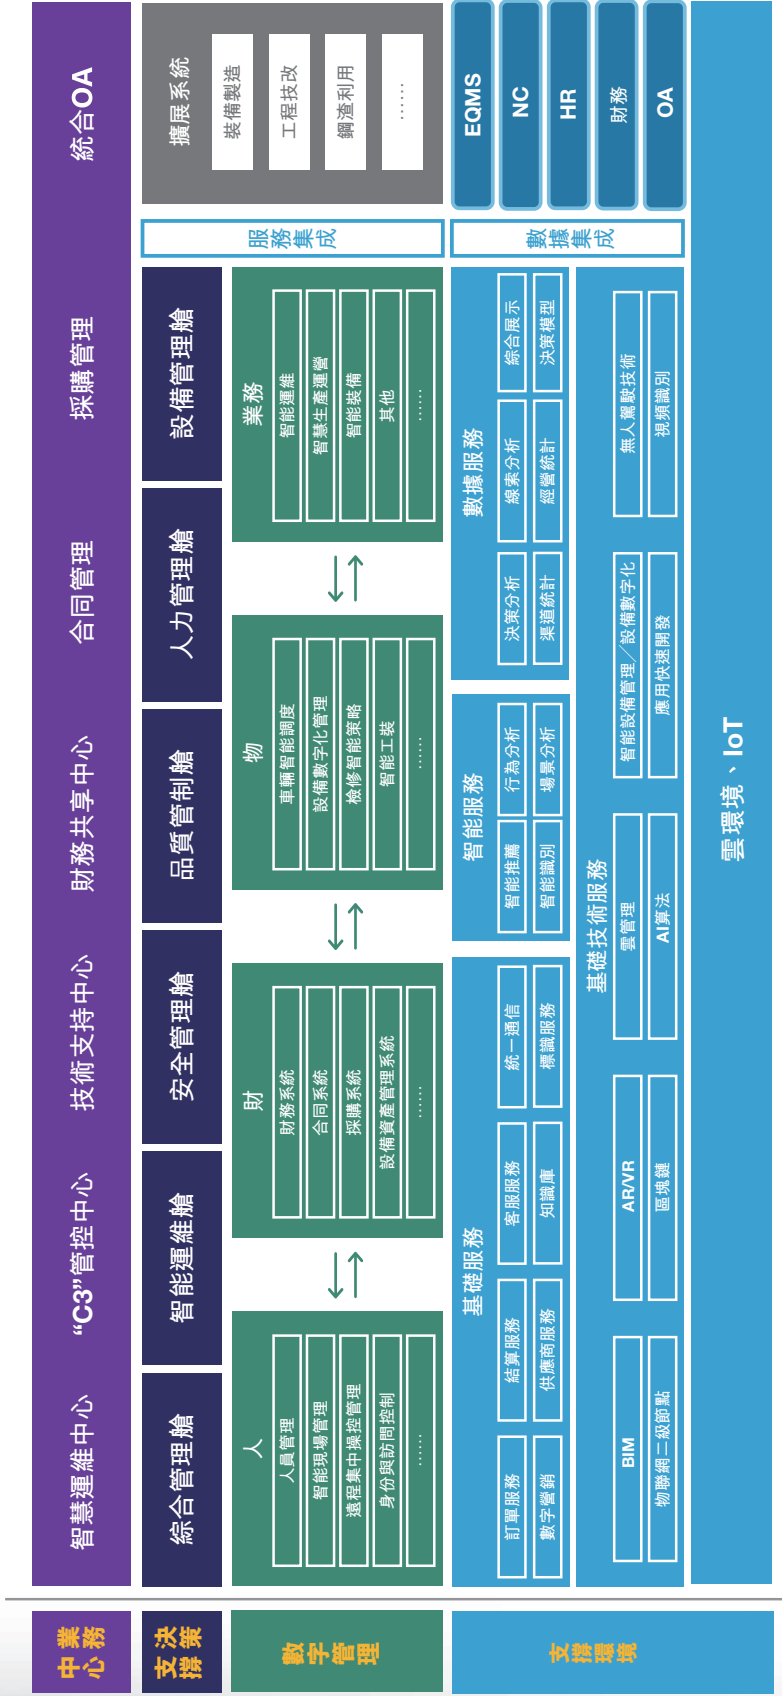 業務中心
智慧運維中心
“C3”管控中心
技術支持中心
財務共享中心
合同管理
採購管理
統合OA
決策支撐
綜合管理艙
智能運維艙
安全管理艙
品質管制艙
人力管理艙
設備管理艙
數字管理
人
人員管理
智能現場管理
遠程集中操控管理
身份與訪問控制
......
財
財務系統
合同系統
採購系統
設備資產管理系統
......
物
車輛智能調度
設備數字化管理
檢修智能策略
智能工裝
......
業務
智能運維
智慧生產運營
智能裝備
其他
......
服務集成
擴展系統
裝備製造
工程技改
鋼渣利用
......
支撐環境
基礎服務
訂單服務
結算服務
客服服務
統一通信
數字營銷
供應商服務
知識庫
標識服務
智能服務
智能推薦
行為分析
智能識別
場景分析
數據服務
決策分析
線索分析
綜合展示
渠道統計
經營統計
決策模型
基礎技術服務
BIM
AR/VR
雲管理
智能設備管理／設備數字化
無人駕駛技術
物聯網二級節點
區塊鏈
AI算法
應用快速開發
視頻識別
數據集成
EQMS
NC
HR
財務
OA
雲環境、IoT